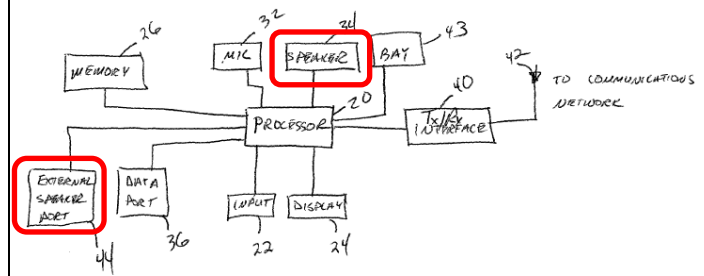 32
34
26
43
MIC
SPEAKER
BAY
42
MEMORY
20
40
TO COMMUNICATIONS
NETWORK
PROCESSOR
Tx/Rx
INTERFACE
EXTERNAL
SPEAKER
PORT
DATA
PORT
INPUT
DISPLAY
44
36
22
24